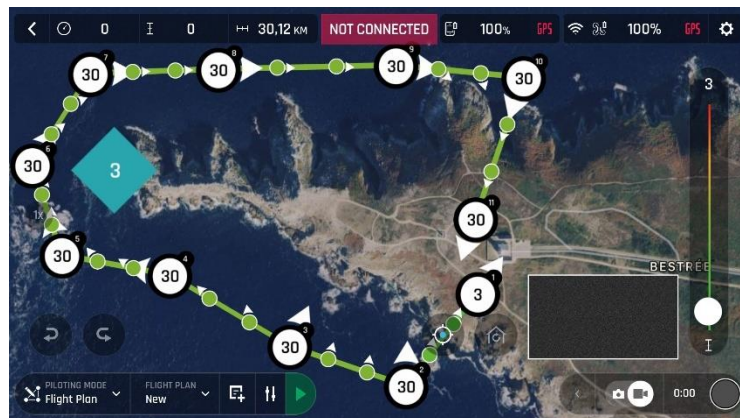 0 0 30,12 KM NOT CONNECTED 100% GPS 100% GPS
7 8 9 10
30 30 30 30
3
6
30 3
1x
11
30
5 4
30 30
BESTRÉE
1
3
3
30
2
30
PILOTING MODE FLIGHT PLAN
Flight Plan New 0:00